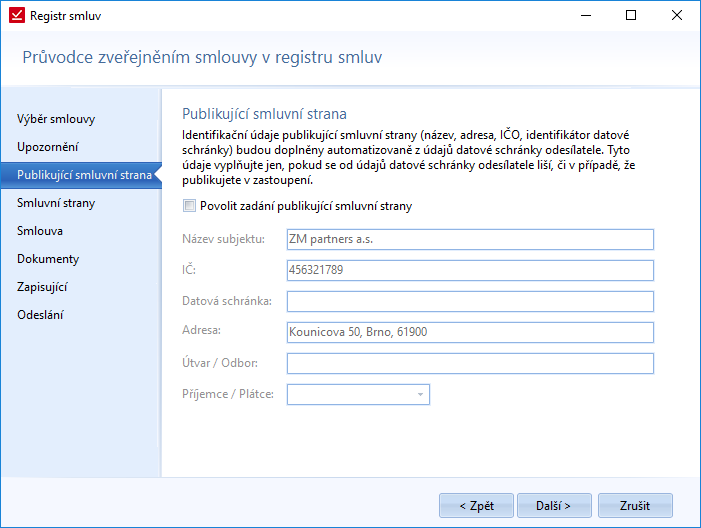 Registr smluv
Průvodce zveřejněním smlouvy v registru smluv
Výběr smlouvy
Upozornění
Publikující smluvní strana
Smluvní strany
Smlouva
Dokumenty
Zapisující
Odeslání
Publikující smluvní strana
Identifikační údaje publikující smluvní strany (název, adresa, IČO, identifikátor datové
schránky) budou doplněny automatizovaně z údajů datové schránky odesílatele. Tyto
údaje vyplňujte jen, pokud se od údajů datové schránky odesílatele liší, či v případě, že
publikujete v zastoupení.
Povolit zadání publikující smluvní strany
Název subjektu: ZM partners a.s.
IČ: 456321789
Datová schránka:
Adresa: Kounicova 50, Brno, 61900
Útvar / Odbor:
Příjemce / Plátce:
< Zpět Další > Zrušit